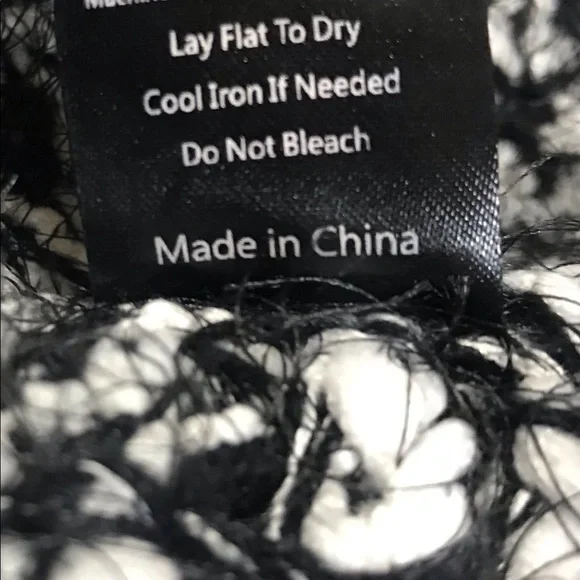 Lay Flat To Dry
Cool Iron If Needed
Do Not Bleach
Made in China